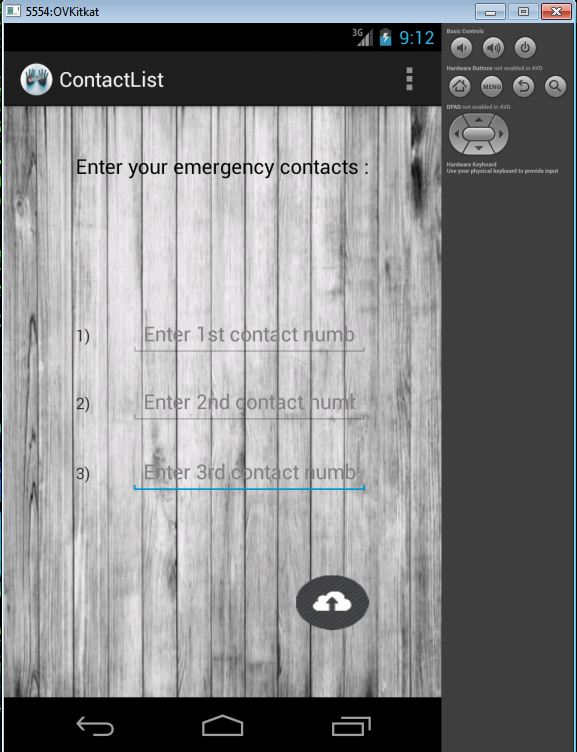 5554:OVKitkat
3G 9:12
ContactList
Enter your emergency contacts :
1) Enter 1st contact numb
2) Enter 2nd contact numb
3) Enter 3rd contact numb
Basic Controls
Hardware Buttons not enabled in AVD
MENU
DPAD not enabled in AVD
Hardware Keyboard
Use your physical keyboard to provide input